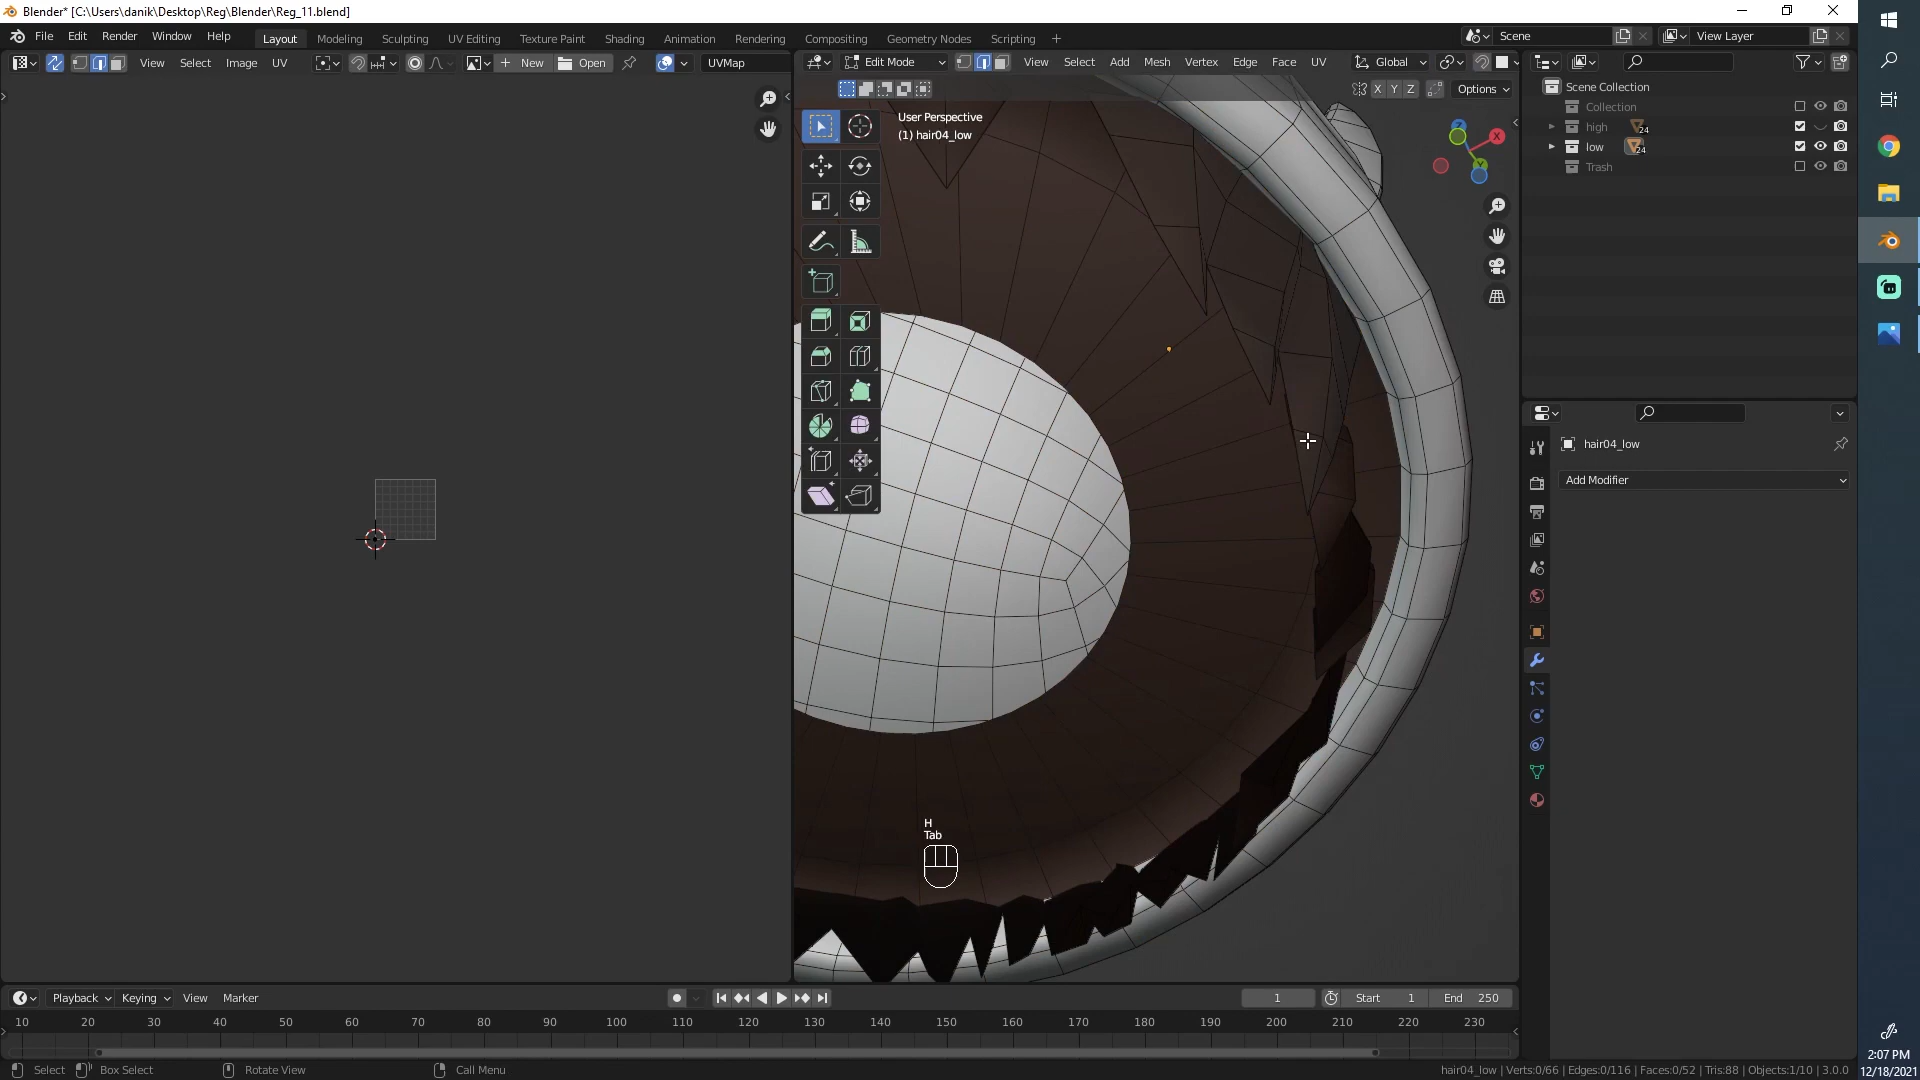 Blender* [C:\Users\danik\Desktop\Reg\Blender\Reg_11.blend]
File Edit Render Window Help Layout Modeling Sculpting UV Editing Texture Paint Shading Animation Rendering Compositing Geometry Nodes Scripting + Scene View Layer
View Select Image UV New Open UVMap Edit Mode View Select Add Mesh Vertex Edge Face UV Global
X Y Z Options
User Perspective
(1) hair04_low
Scene Collection
Collection
high 24
low 24
Trash
Z X Y
hair04_low
Add Modifier
H
Tab
Playback Keying View Marker 1 Start 1 End 250
10 20 30 40 50 60 70 80 90 100 110 120 130 140 150 160 170 180 190 200 210 220 230
Select Box Select Rotate View Call Menu hair04_low | Verts:0/66 | Edges:0/116 | Faces:0/52 | Tris:88 | Objects:1/10 | 3.0.0
2:07 PM
12/18/2021